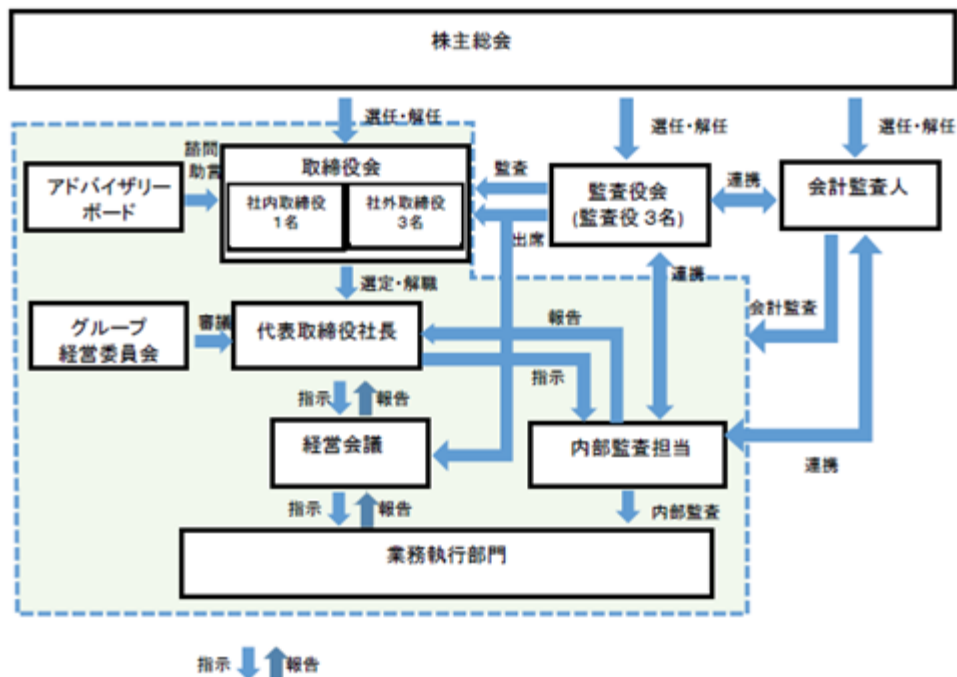 株主総会
選任・解任
選任・解任
選任・解任
諮問
助言
アドバイザリー
ボード
取締役会
社内取締役
1名
社外取締役
3名
監査
出席
監査役会
(監査役 3名)
連携
会計監査人
選定・解職
連携
グループ
経営委員会
審議
代表取締役社長
報告
指示
会計監査
指示
報告
経営会議
内部監査担当
連携
指示
報告
内部監査
業務執行部門
指示
報告